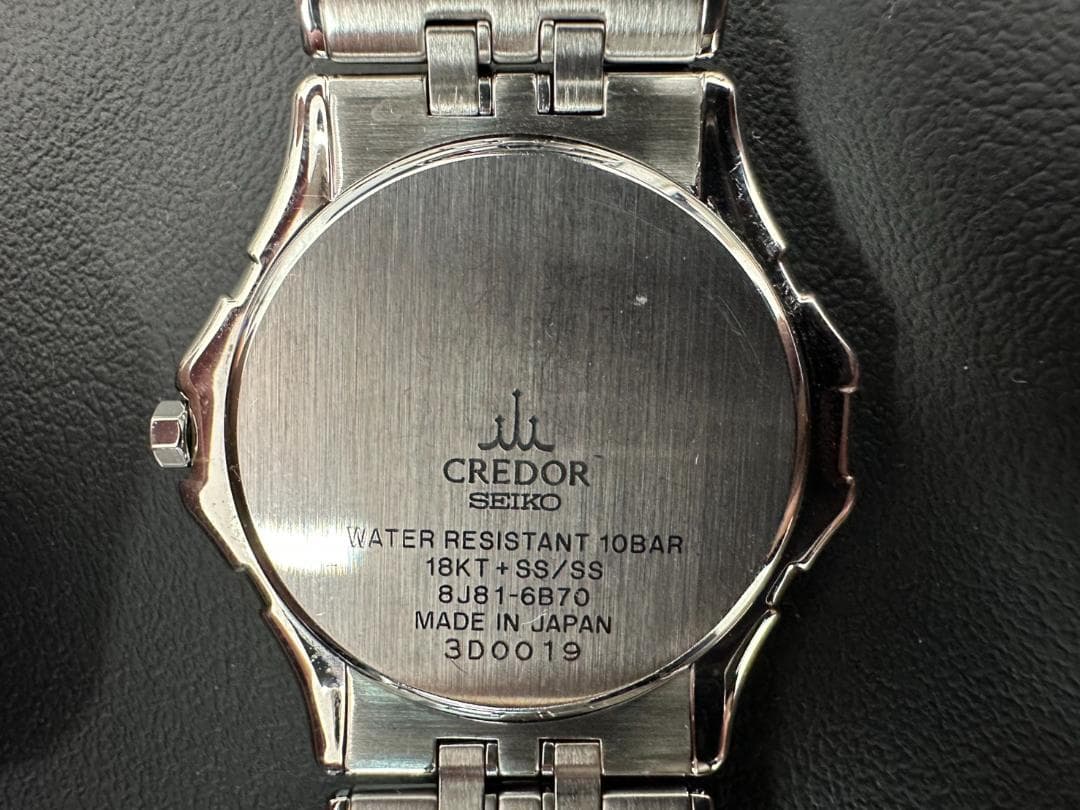 CREDOR
SEIKO
WATER RESISTANT 10BAR
18KT + SS/SS
8J81-6B70
MADE IN JAPAN
3D0019